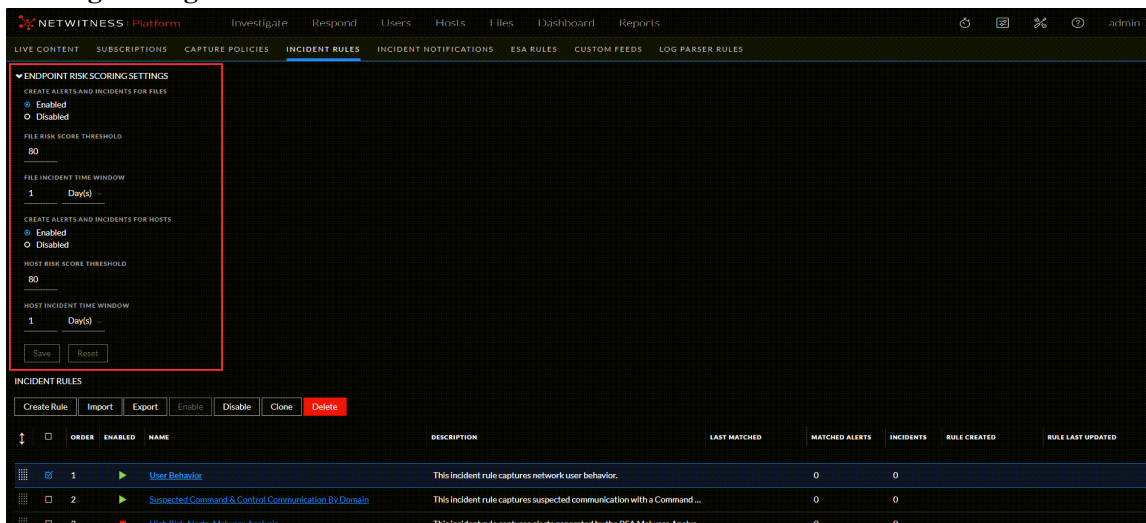 NETWITNESS Platform Investigate Respond Users Hosts Files Dashboard Reports admin
LIVE CONTENT SUBSCRIPTIONS CAPTURE POLICIES INCIDENT RULES INCIDENT NOTIFICATIONS ESA RULES CUSTOM FEEDS LOG PARSER RULES
ENDPOINT RISK SCORING SETTINGS
CREATE ALERTS AND INCIDENTS FOR FILES
Enabled
Disabled
FILE RISK SCORE THRESHOLD
80
FILE INCIDENT TIME WINDOW
1 Day(s)
CREATE ALERTS AND INCIDENTS FOR HOSTS
Enabled
Disabled
HOST RISK SCORE THRESHOLD
80
HOST INCIDENT TIME WINDOW
1 Day(s)
Save Reset
INCIDENT RULES
Create Rule Import Export Enable Disable Clone Delete
ORDER ENABLED NAME DESCRIPTION LAST MATCHED MATCHED ALERTS INCIDENTS RULE CREATED RULE LAST UPDATED
1 User Behavior This incident rule captures network user behavior. 0 0
2 Suspected Command & Control Communication By Domain This incident rule captures suspected communication with a Command ... 0 0